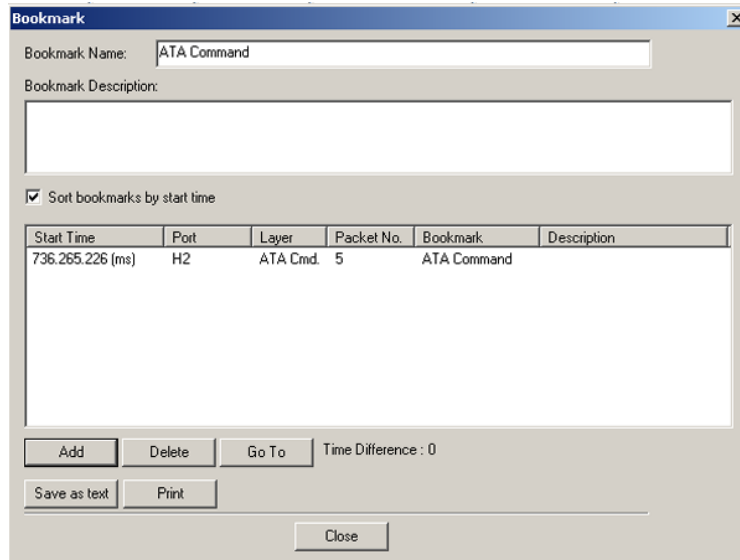 Bookmark
Bookmark Name: ATA Command
Bookmark Description:
Sort bookmarks by start time
Start Time Port Layer Packet No. Bookmark Description
736.265.226 (ms) H2 ATA Cmd. 5 ATA Command
Add Delete Go To Time Difference : 0
Save as text Print
Close